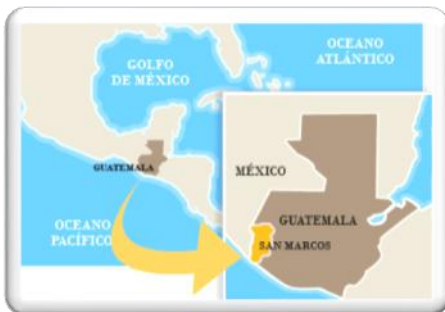 OCEANO
ATLÁNTICO
GOLFO
DE MÉXICO
GUATEMALA
OCEANO
PACÍFICO
MÉXICO
GUATEMALA
SAN MARCOS